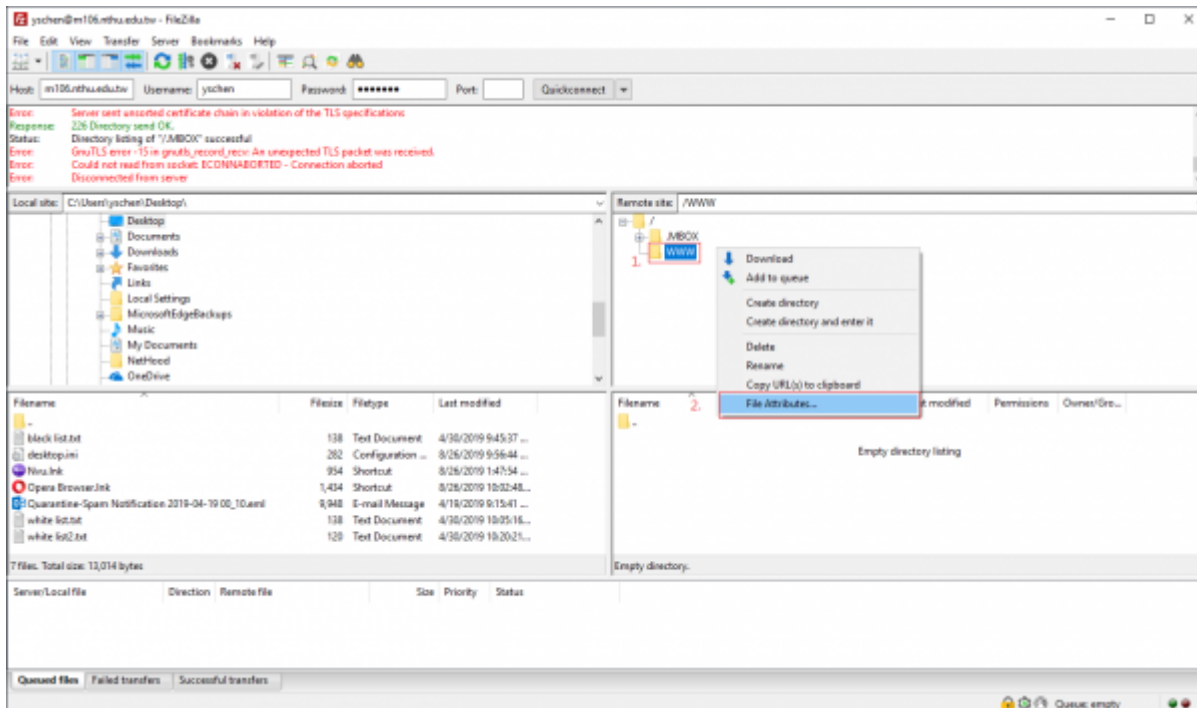 yschen@m106.nthu.edu.tw - FileZilla
File Edit View Transfer Server Bookmarks Help
Host: m106.nthu.edu.tw Username: yschen Password: ●●●●●●● Port: Quickconnect
Error: Server sent unsorted certificate chain in violation of the TLS specifications
Response: 226 Directory send OK.
Status: Directory listing of "/.MBOX" successful
Error: GnuTLS error -15 in gnutls_record_recv: An unexpected TLS packet was received.
Error: Could not read from socket: ECONNABORTED - Connection aborted
Error: Disconnected from server
Local site: C:\Users\yschen\Desktop\
Desktop
Documents
Downloads
Favorites
Links
Local Settings
MicrosoftEdgeBackups
Music
My Documents
NetHood
OneDrive
Remote site: /WWW
/
.MBOX
1. WWW
Download
Add to queue
Create directory
Create directory and enter it
Delete
Rename
Copy URL(s) to clipboard
2. File Attributes...
Filename Filesize Filetype Last modified
..
black list.txt 138 Text Document 4/30/2019 9:45:37 ...
desktop.ini 282 Configuration ... 8/26/2019 9:56:44 ...
Nvu.lnk 954 Shortcut 8/26/2019 1:47:54 ...
Opera Browser.lnk 1,434 Shortcut 8/26/2019 10:02:48...
Quarantine-Spam Notification 2019-04-19 00_10.eml 9,948 E-mail Message 4/19/2019 9:15:41 ...
white list.txt 138 Text Document 4/30/2019 10:05:16...
white list2.txt 120 Text Document 4/30/2019 10:20:21...
7 files. Total size: 13,014 bytes
Filename t modified Permissions Owner/Gro...
..
Empty directory listing
Empty directory.
Server/Local file Direction Remote file Size Priority Status
Queued files Failed transfers Successful transfers
Queue: empty